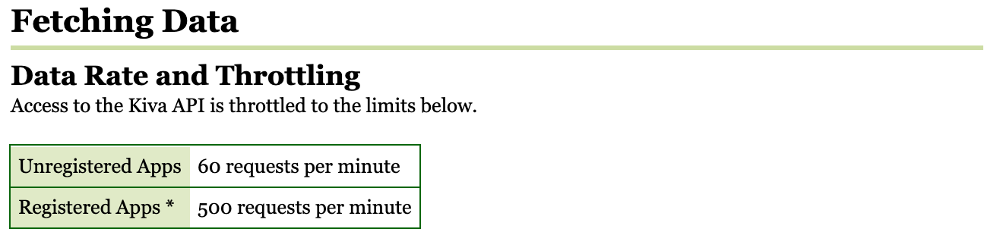 Fetching Data
Data Rate and Throttling
Access to the Kiva API is throttled to the limits below.
Unregistered Apps 60 requests per minute
Registered Apps * 500 requests per minute